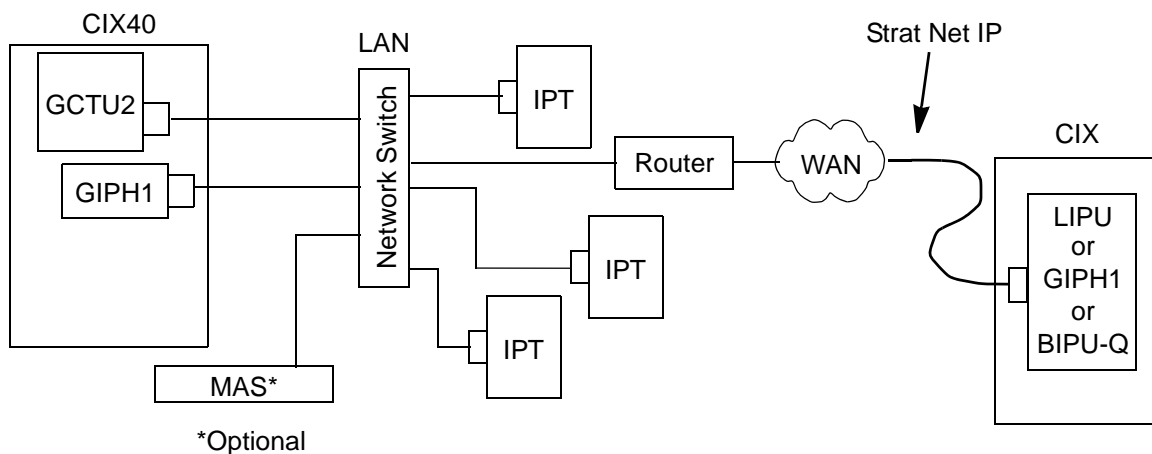 CIX40
GCTU2
GIPH1
LAN
Network Switch
IPT
IPT
IPT
MAS*
*Optional
Router
WAN
Strat Net IP
CIX
LIPU
or
GIPH1
or
BIPU-Q